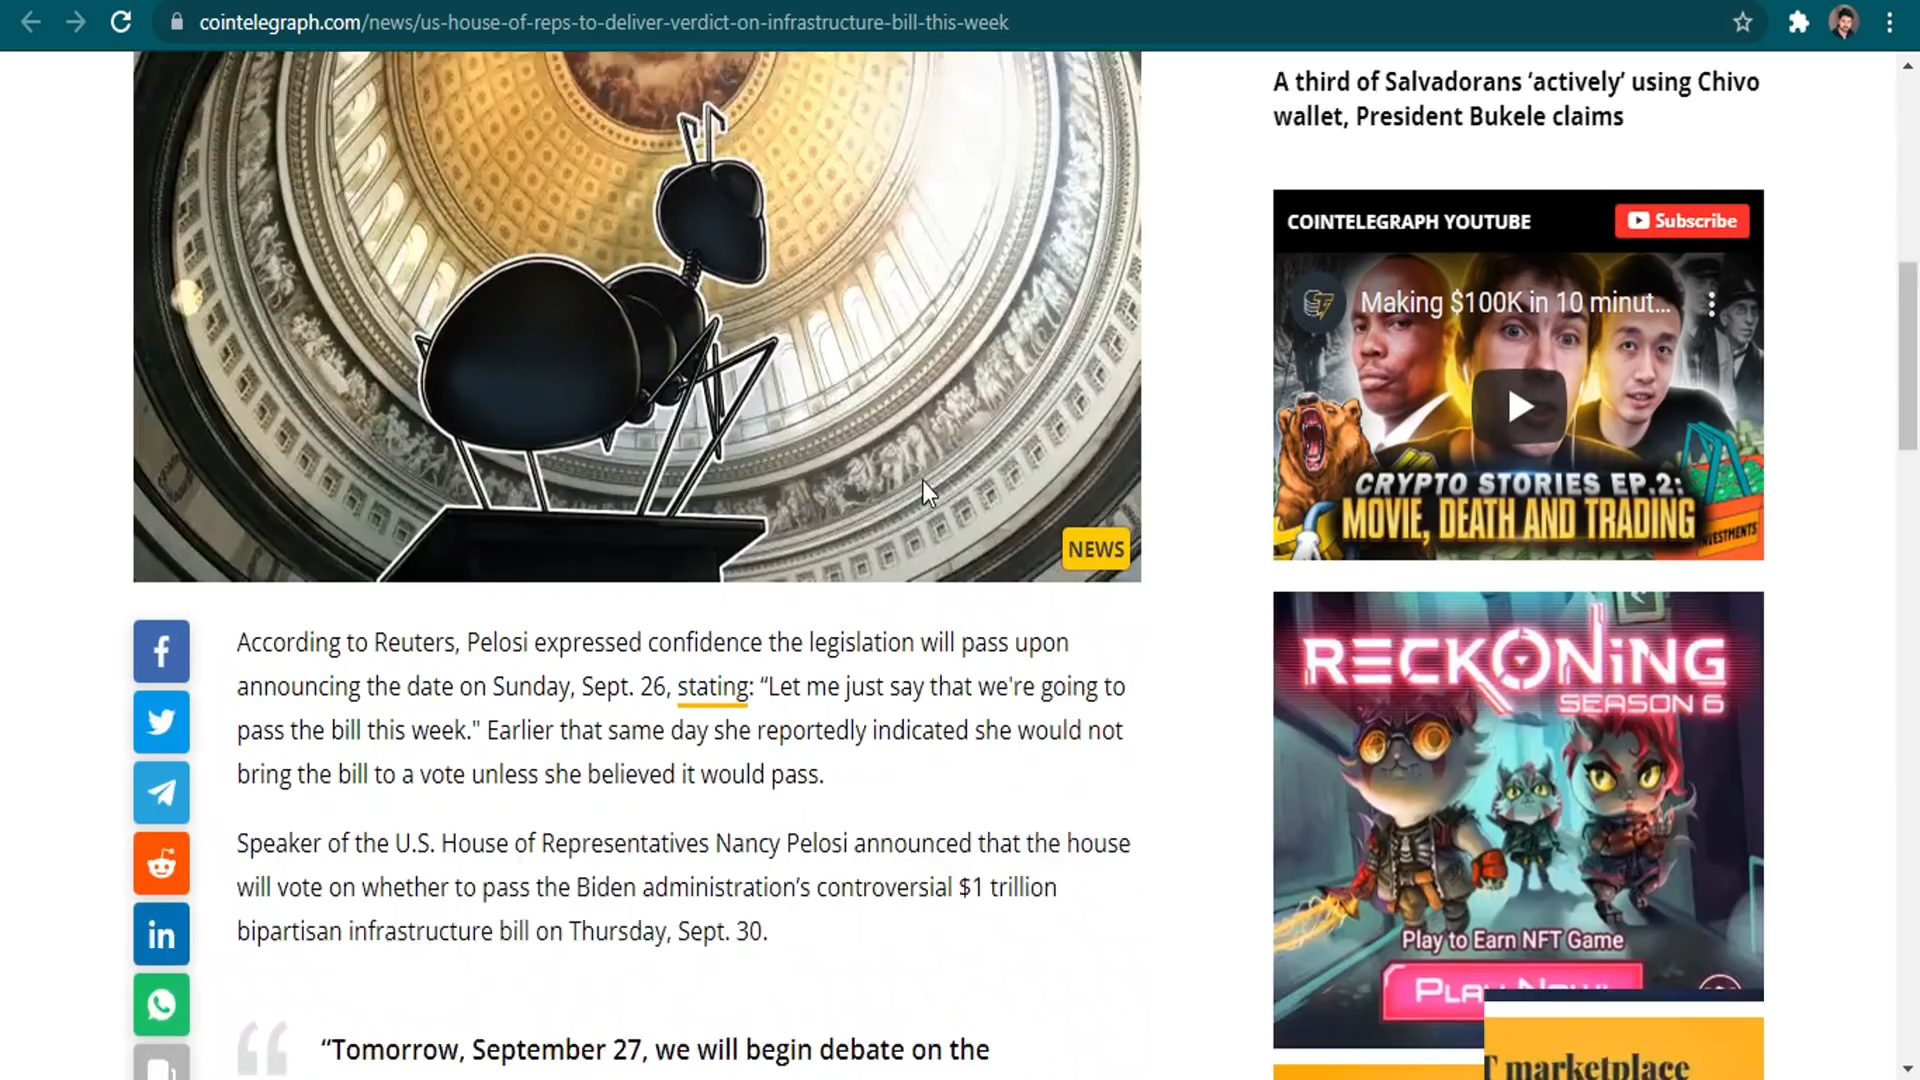 cointelegraph.com/news/us-house-of-reps-to-deliver-verdict-on-infrastructure-bill-this-week
A third of Salvadorans ‘actively’ using Chivo
wallet, President Bukele claims
COINTELEGRAPH YOUTUBE
Subscribe
Making $100K in 10 minut...
CRYPTO STORIES EP.2:
MOVIE, DEATH AND TRADING
NEWS
According to Reuters, Pelosi expressed confidence the legislation will pass upon
announcing the date on Sunday, Sept. 26, stating: “Let me just say that we're going to
pass the bill this week." Earlier that same day she reportedly indicated she would not
bring the bill to a vote unless she believed it would pass.
Speaker of the U.S. House of Representatives Nancy Pelosi announced that the house
will vote on whether to pass the Biden administration’s controversial $1 trillion
bipartisan infrastructure bill on Thursday, Sept. 30.
“Tomorrow, September 27, we will begin debate on the
RECKONING
SEASON 6
Play to Earn NFT Game
PLAY NOW!
marketplace